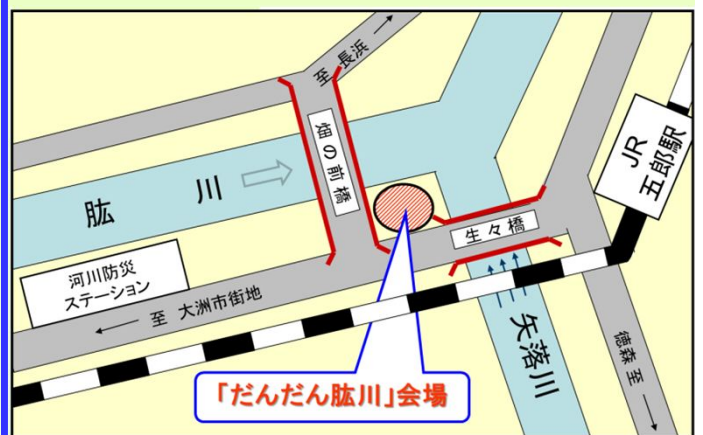 至 長浜
畑の前橋
JR
五郎駅
肱 川
生々橋
河川防災
ステーション
← 至 大洲市街地
矢落川
徳森 至 →
「だんだん肱川」会場